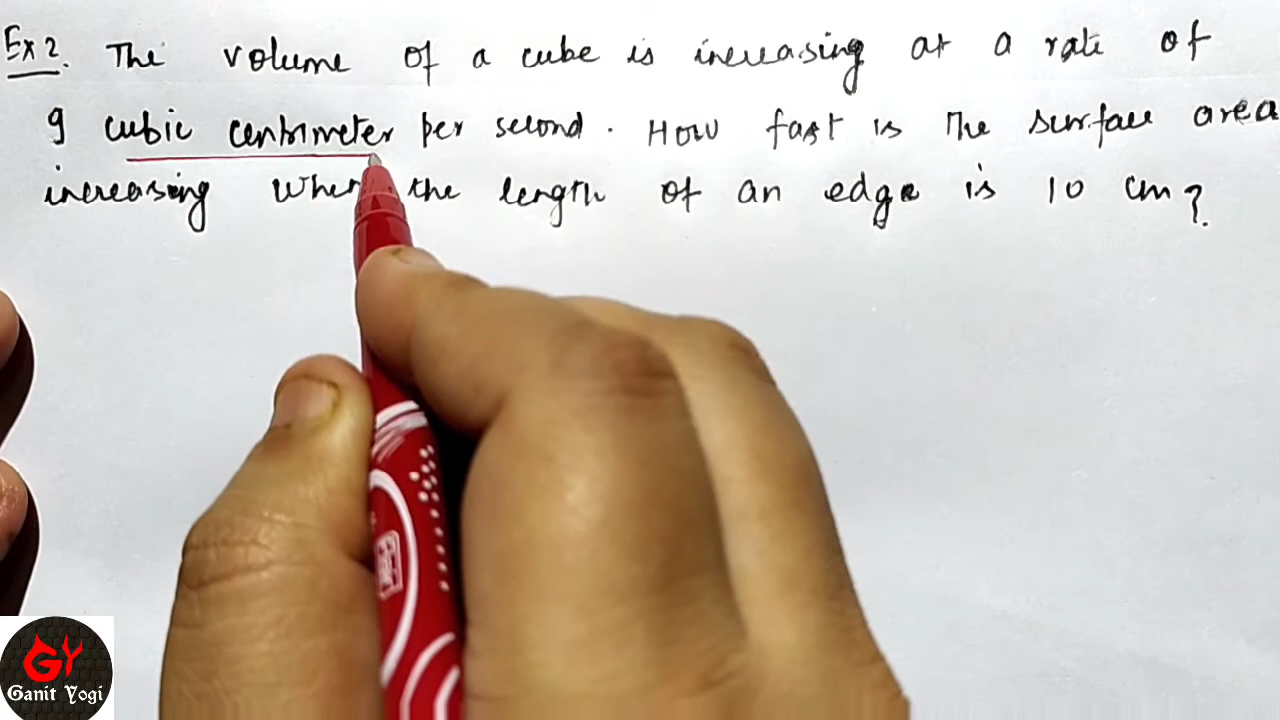 Ex 2. The volume of a cube is increasing at a rate of
9 cubic centimeter per second. How fast is the surface area
increasing when the length of an edge is 10 cm?
GY
Ganit Yogi